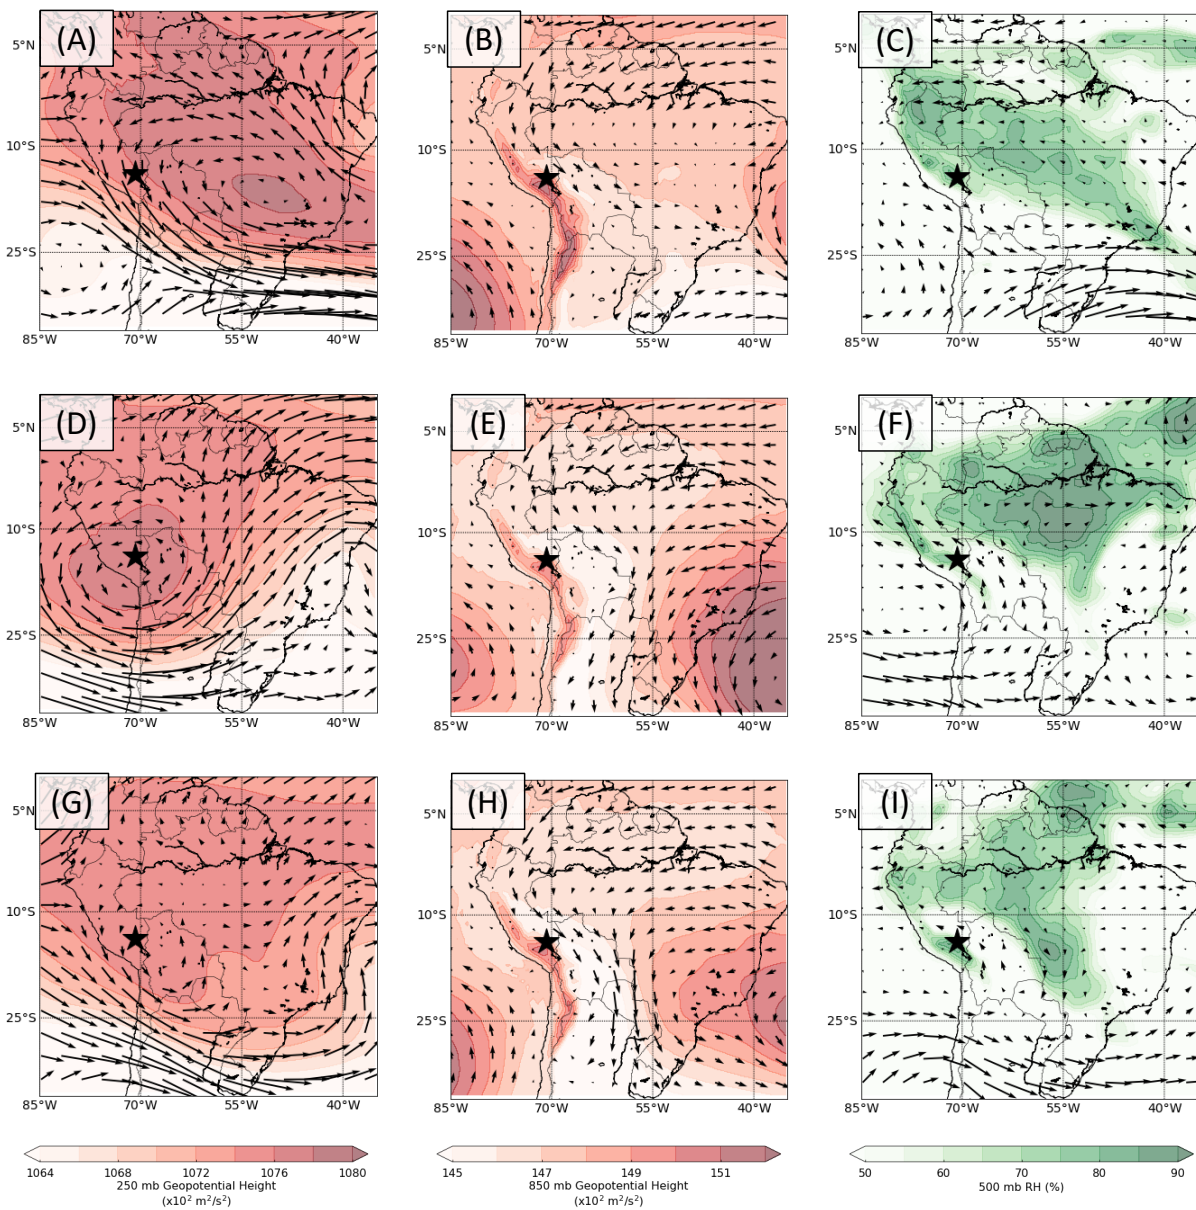 (A) (B) (C)
5°N 5°N 5°N
10°S 10°S 10°S
25°S 25°S 25°S
85°W 70°W 55°W 40°W 85°W 70°W 55°W 40°W 85°W 70°W 55°W 40°W
(D) (E) (F)
5°N 5°N 5°N
10°S 10°S 10°S
25°S 25°S 25°S
85°W 70°W 55°W 40°W 85°W 70°W 55°W 40°W 85°W 70°W 55°W 40°W
(G) (H) (I)
5°N 5°N 5°N
10°S 10°S 10°S
25°S 25°S 25°S
85°W 70°W 55°W 40°W 85°W 70°W 55°W 40°W 85°W 70°W 55°W 40°W
1064 1068 1072 1076 1080 145 147 149 151 50 60 70 80 90
250 mb Geopotential Height 850 mb Geopotential Height 500 mb RH (%)
(x10² m²/s²) (x10² m²/s²)